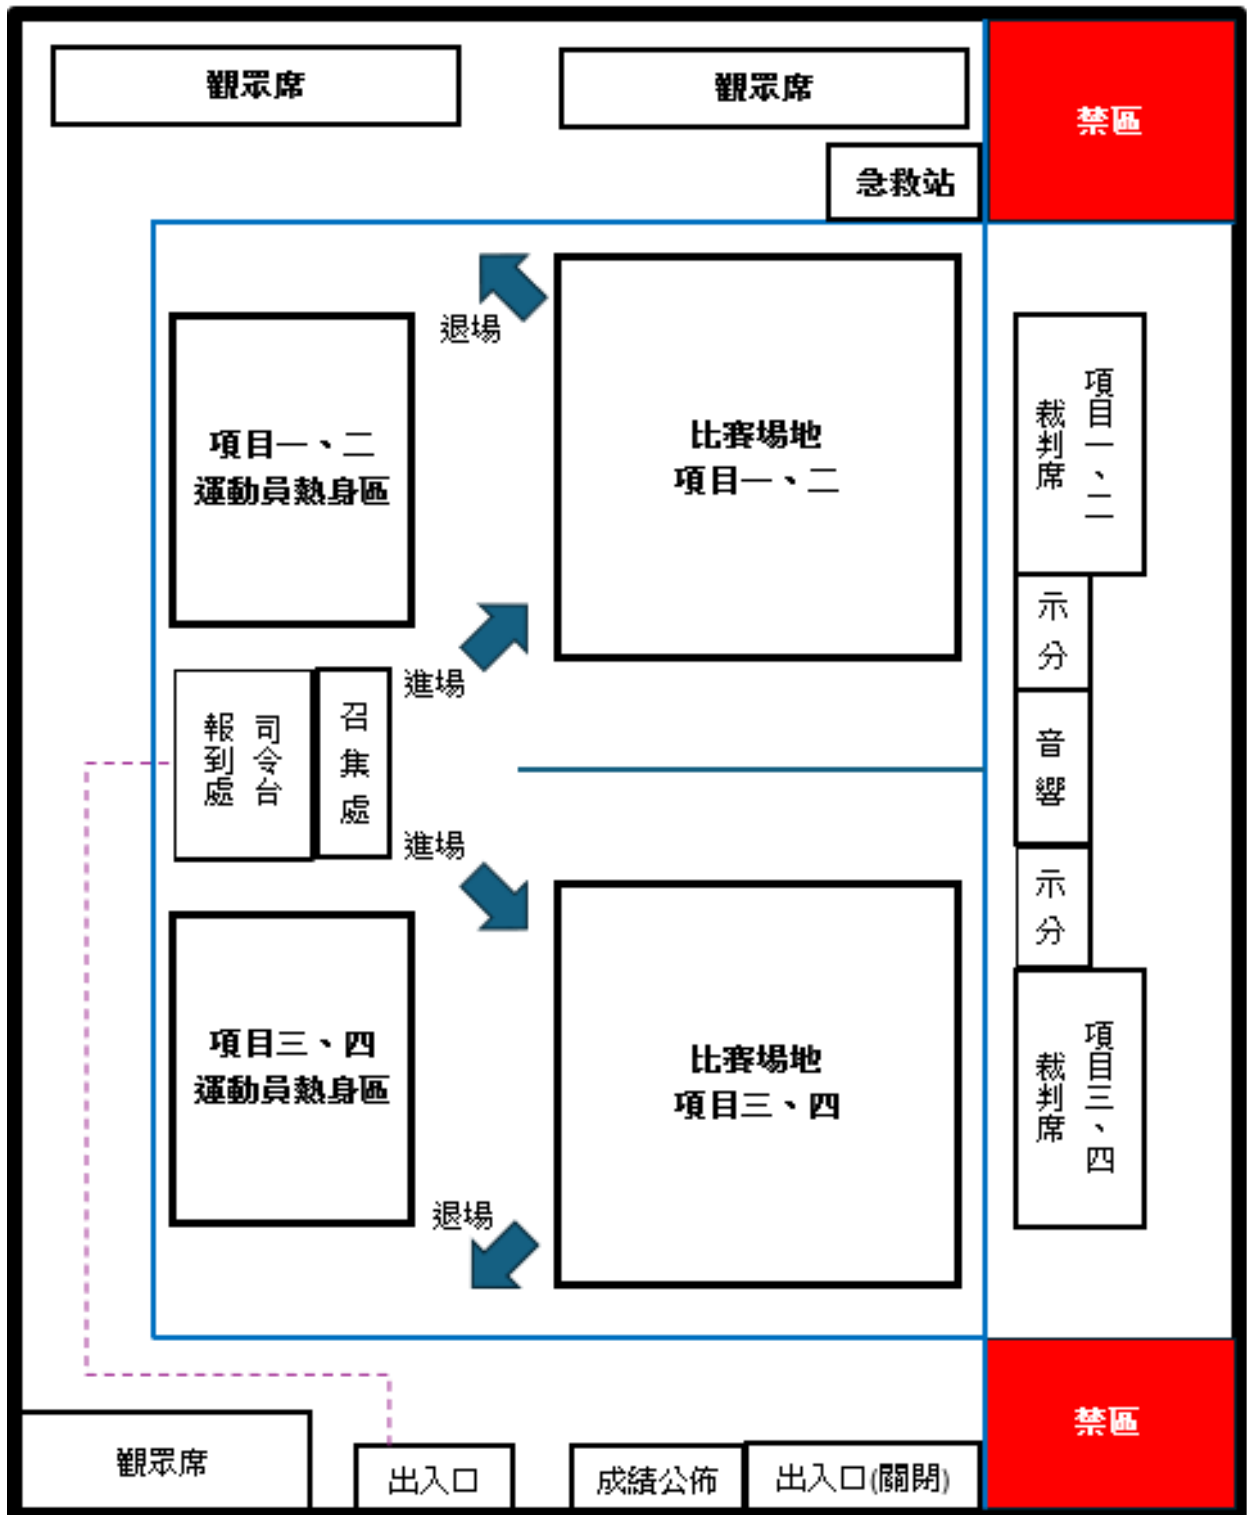 觀眾席
觀眾席
禁區
急救站
退場
項目一、二
運動員熱身區
比賽場地
項目一、二
項目一、二
裁判席
示分
進場
報到處
司令台
召集處
音響
進場
示分
項目三、四
運動員熱身區
比賽場地
項目三、四
項目三、四
裁判席
退場
禁區
觀眾席
出入口
成績公佈
出入口(關閉)